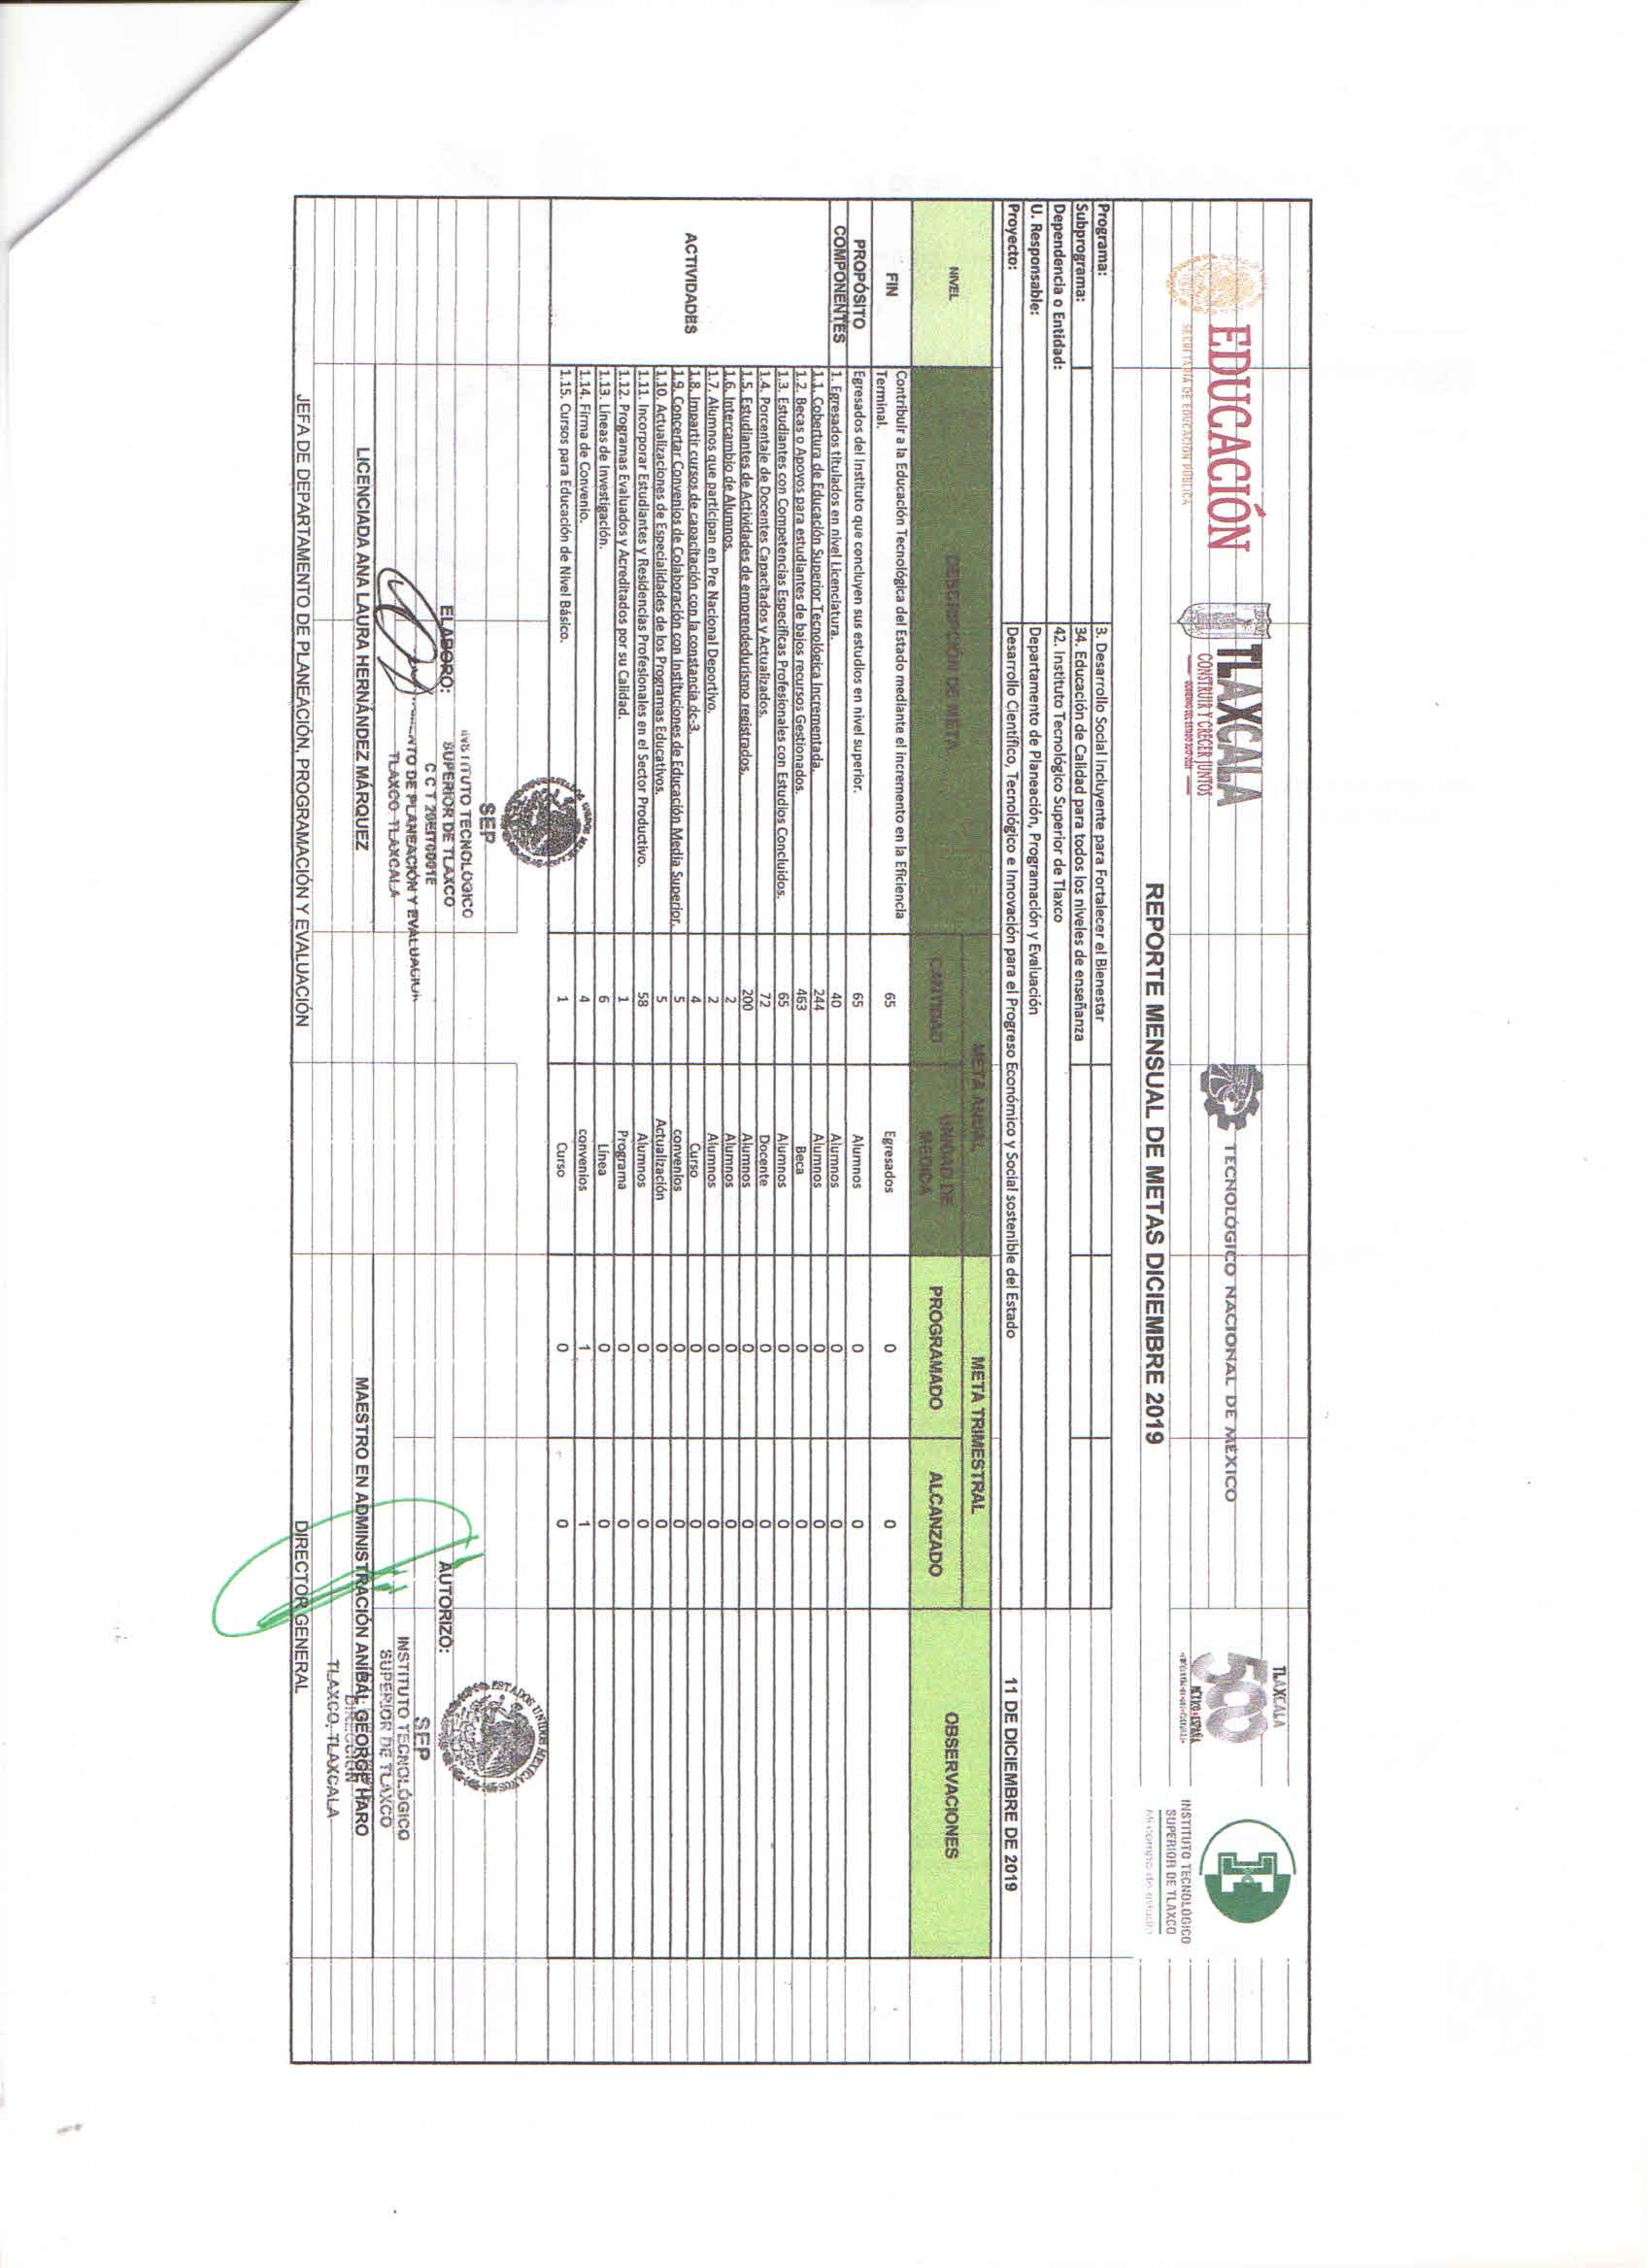 EDUCACIÓN
SECRETARÍA DE EDUCACIÓN PÚBLICA
TLAXCALA
CONSTRUIR Y CRECER JUNTOS
TECNOLÓGICO NACIONAL DE MÉXICO
TLAXCALA
500
INSTITUTO TECNOLÓGICO
SUPERIOR DE TLAXCO
REPORTE MENSUAL DE METAS DICIEMBRE 2019
Programa: 3. Desarrollo Social Incluyente para Fortalecer el Bienestar
Subprograma: 34. Educación de Calidad para todos los niveles de enseñanza
Dependencia o Entidad: 42. Instituto Tecnológico Superior de Tlaxco
U. Responsable: Departamento de Planeación, Programación y Evaluación
Proyecto: Desarrollo Científico, Tecnológico e Innovación para el Progreso Económico y Social sostenible del Estado 11 DE DICIEMBRE DE 2019
NIVEL DESCRIPCIÓN DE META META ANUAL META TRIMESTRAL OBSERVACIONES
CANTIDAD UNIDAD DE MEDIDA PROGRAMADO ALCANZADO
FIN Contribuir a la Educación Tecnológica del Estado mediante el incremento en la Eficiencia
Terminal. 65 Egresados 0 0
PROPÓSITO Egresados del Instituto que concluyen sus estudios en nivel superior. 65 Alumnos 0 0
COMPONENTES 1. Egresados titulados en nivel Licenciatura. 40 Alumnos 0 0
ACTIVIDADES
1.1. Cobertura de Educación Superior Tecnológica Incrementada. 244 Alumnos 0 0
1.2. Becas o Apoyos para estudiantes de bajos recursos Gestionados. 463 Beca 0 0
1.3. Estudiantes con Competencias Específicas Profesionales con Estudios Concluidos. 65 Alumnos 0 0
1.4. Porcentaje de Docentes Capacitados y Actualizados. 72 Docente 0 0
1.5. Estudiantes de Actividades de emprendedurismo registrados. 200 Alumnos 0 0
1.6. Intercambio de Alumnos. 2 Alumnos 0 0
1.7. Alumnos que participan en Pre Nacional Deportivo. 2 Alumnos 0 0
1.8. Impartir cursos de capacitación con la constancia dc-3. 4 Curso 0 0
1.9. Concertar Convenios de Colaboración con Instituciones de Educación Media Superior. 5 convenios 0 0
1.10. Actualizaciones de Especialidades de los Programas Educativos. 5 Actualización 0 0
1.11. Incorporar Estudiantes y Residencias Profesionales en el Sector Productivo. 58 Alumnos 0 0
1.12. Programas Evaluados y Acreditados por su Calidad. 1 Programa 0 0
1.13. Líneas de Investigación. 6 Línea 0 0
1.14. Firma de Convenio. 4 convenios 1 1
1.15. Cursos para Educación de Nivel Básico. 1 Curso 0 0
SEP
INSTITUTO TECNOLÓGICO
SUPERIOR DE TLAXCO
DEPARTAMENTO DE PLANEACIÓN Y EVALUACIÓN
TLAXCO, TLAXCALA
ELABORÓ:
LICENCIADA ANA LAURA HERNÁNDEZ MÁRQUEZ
JEFA DE DEPARTAMENTO DE PLANEACIÓN, PROGRAMACIÓN Y EVALUACIÓN
ESTADOS UNIDOS MEXICANOS
SEP
INSTITUTO TECNOLÓGICO
SUPERIOR DE TLAXCO
DIRECCIÓN
TLAXCO, TLAXCALA
AUTORIZÓ:
MAESTRO EN ADMINISTRACIÓN ANÍBAL GEORGE HARO
DIRECTOR GENERAL